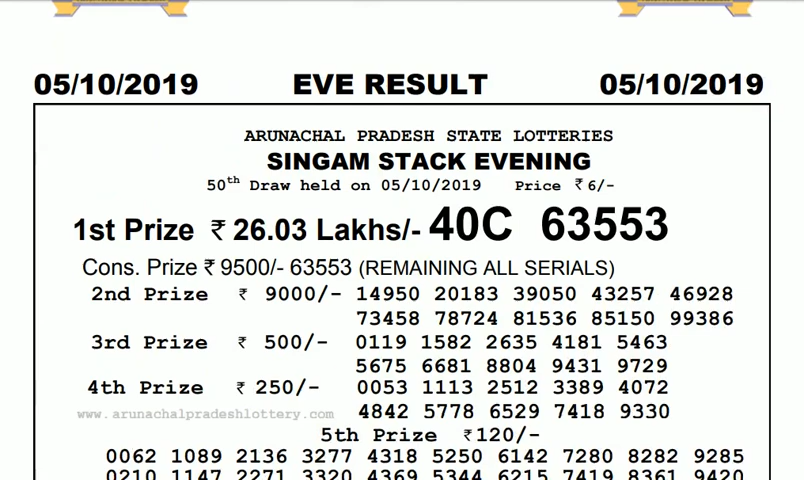 05/10/2019 EVE RESULT 05/10/2019
ARUNACHAL PRADESH STATE LOTTERIES
SINGAM STACK EVENING
50th Draw held on 05/10/2019 Price ₹ 6/-
1st Prize ₹ 26.03 Lakhs/- 40C 63553
Cons. Prize ₹ 9500/- 63553 (REMAINING ALL SERIALS)
2nd Prize ₹ 9000/- 14950 20183 39050 43257 46928
73458 78724 81536 85150 99386
3rd Prize ₹ 500/- 0119 1582 2635 4181 5463
5675 6681 8804 9431 9729
4th Prize ₹ 250/- 0053 1113 2512 3389 4072
www.arunachalpradeshlottery.com 4842 5778 6529 7418 9330
5th Prize ₹120/-
0062 1089 2136 3277 4318 5250 6142 7280 8282 9285
0210 1147 2271 3320 4369 5344 6215 7419 8361 9420